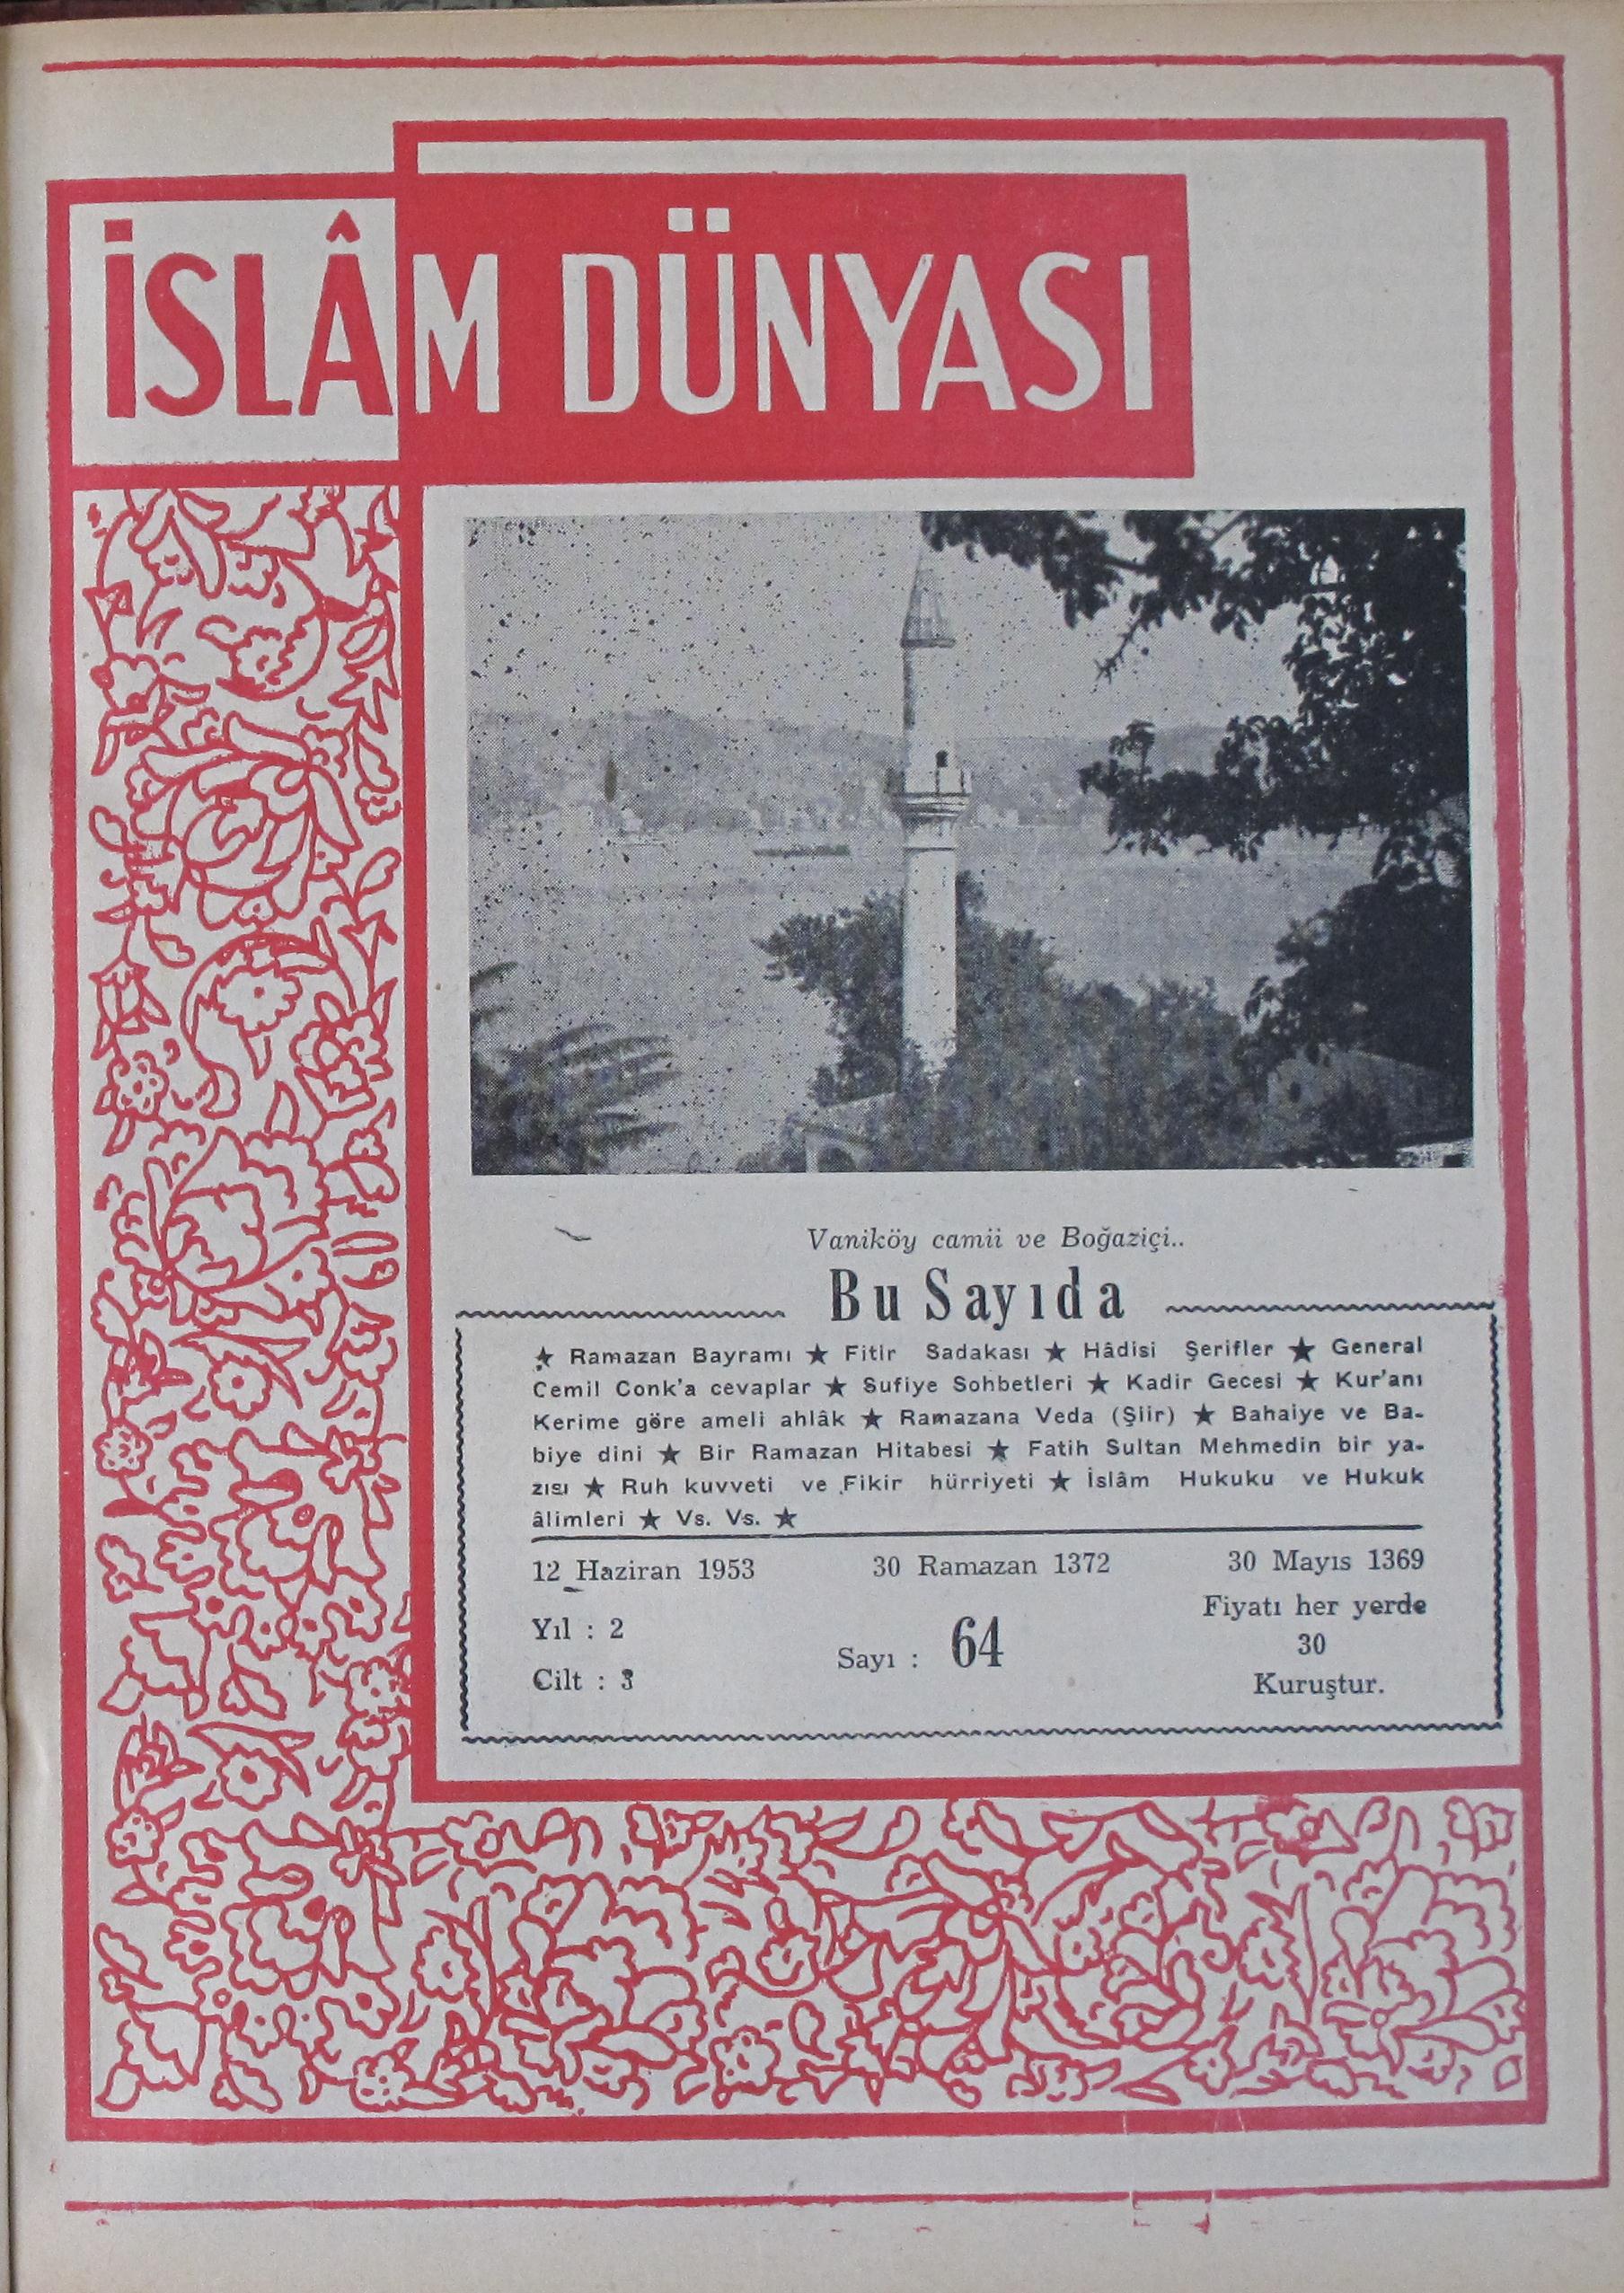 İSLÂM DÜNYASI
Vaniköy camii ve Boğaziçi..
Bu Sayıda
★ Ramazan Bayramı ★ Fitir Sadakası ★ Hâdisi Şerifler ★ General
Cemil Conk'a cevaplar ★ Sufiye Sohbetleri ★ Kadir Gecesi ★ Kur'anı
Kerime göre ameli ahlâk ★ Ramazana Veda (Şiir) ★ Bahaiye ve Ba-
biye dini ★ Bir Ramazan Hitabesi ★ Fatih Sultan Mehmedin bir ya-
zısı ★ Ruh kuvveti ve Fikir hürriyeti ★ İslâm Hukuku ve Hukuk
âlimleri ★ Vs. Vs. ★
12 Haziran 1953 30 Ramazan 1372 30 Mayıs 1369
Yıl : 2
Cilt : 3
Sayı : 64
Fiyatı her yerde
30
Kuruştur.